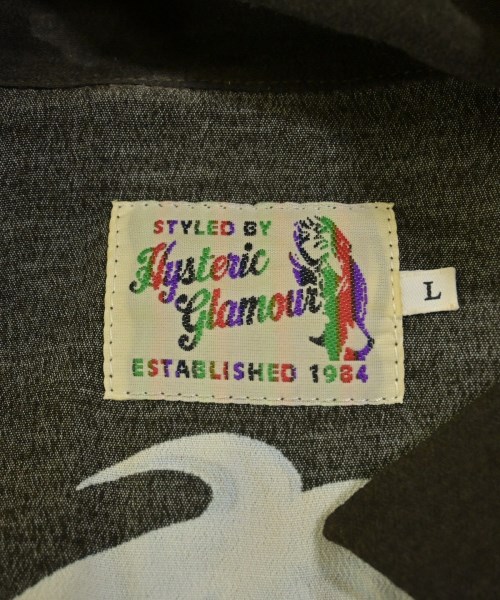 STYLED BY
Hysteric
Glamour
ESTABLISHED 1984
L